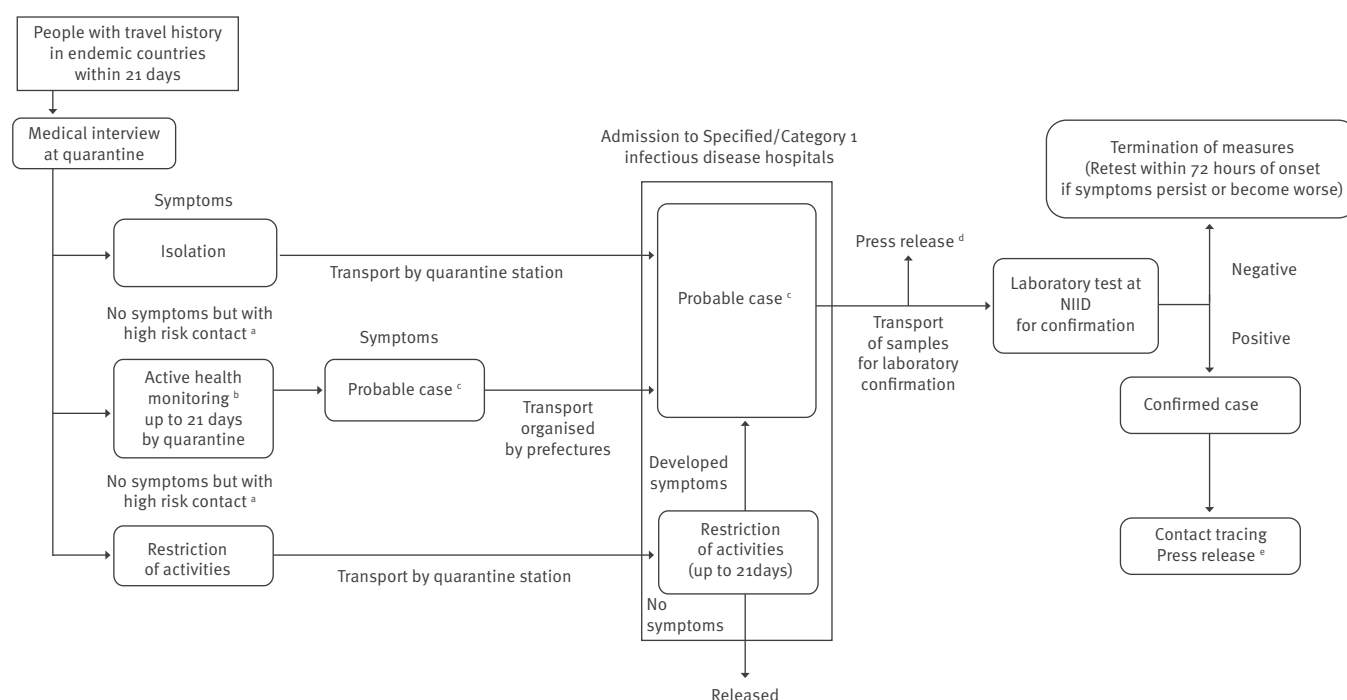 People with travel history
in endemic countries
within 21 days
Medical interview
at quarantine
Symptoms
Isolation
Transport by quarantine station
No symptoms but with
high risk contact a
Active health
monitoring b
up to 21 days
by quarantine
Symptoms
Probable case c
Transport
organised
by prefectures
No symptoms but with
high risk contact a
Restriction
of activities
Transport by quarantine station
Admission to Specified/Category 1
infectious disease hospitals
Probable case c
Developed
symptoms
Restriction
of activities
(up to 21days)
No
symptoms
Released
Press release d
Transport
of samples
for laboratory
confirmation
Laboratory test at
NIID
for confirmation
Termination of measures
(Retest within 72 hours of onset
if symptoms persist or become worse)
Negative
Positive
Confirmed case
Contact tracing
Press release e